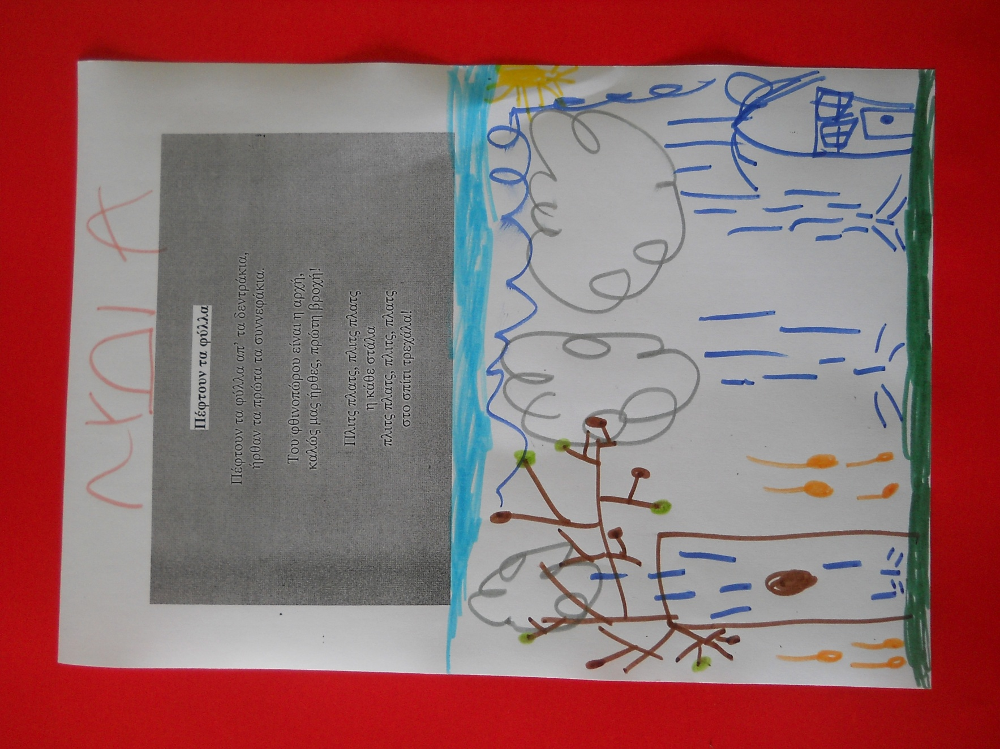 ΛΥΔΙΑ
Πέφτουν τα φύλλα
Πέφτουν τα φύλλα απ' τα δεντράκια,
ήρθαν τα πρώτα τα συννεφάκια.
Του φθινοπώρου είναι η αρχή,
καλώς μας ήρθες, πρώτη βροχή!
Πλιτς πλατς, πλιτς πλατς
η κάθε στάλα
πλιτς πλατς, πλιτς, πλατς
στο σπίτι τρεχάλα!